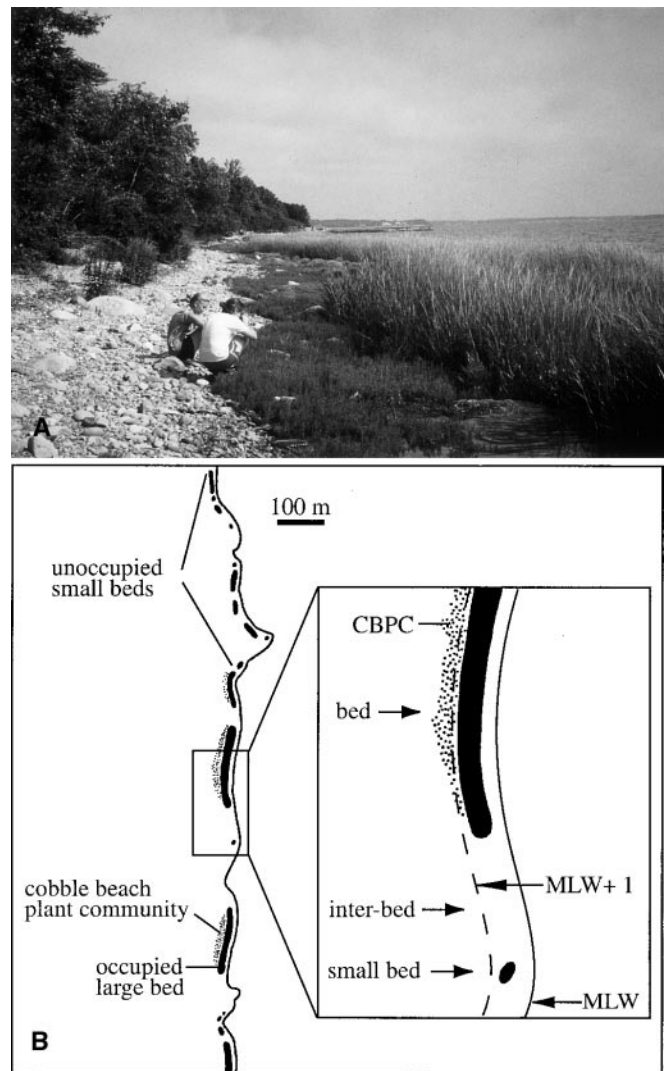 A
100 m
unoccupied
small beds
CBPC
bed
cobble beach
plant community
MLW+ 1
inter-bed
occupied
large bed
small bed
MLW
B